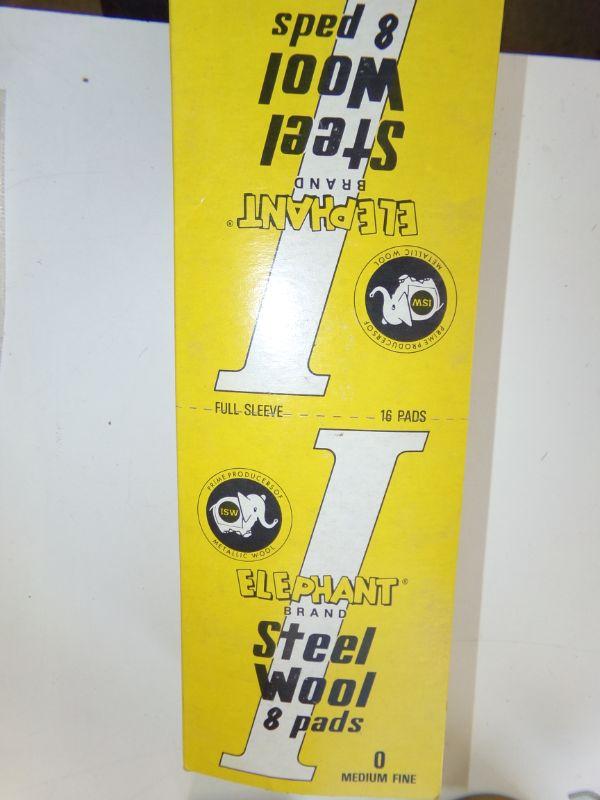 8 pads
Wool
Steel
BRAND
ELEPHANT®
METALLIC WOOL
ISW
PRIME PRODUCERS OF
FULL SLEEVE
16 PADS
PRIME PRODUCERS OF
ISW
METALLIC WOOL
ELEPHANT®
BRAND
Steel
Wool
8 pads
0
MEDIUM FINE